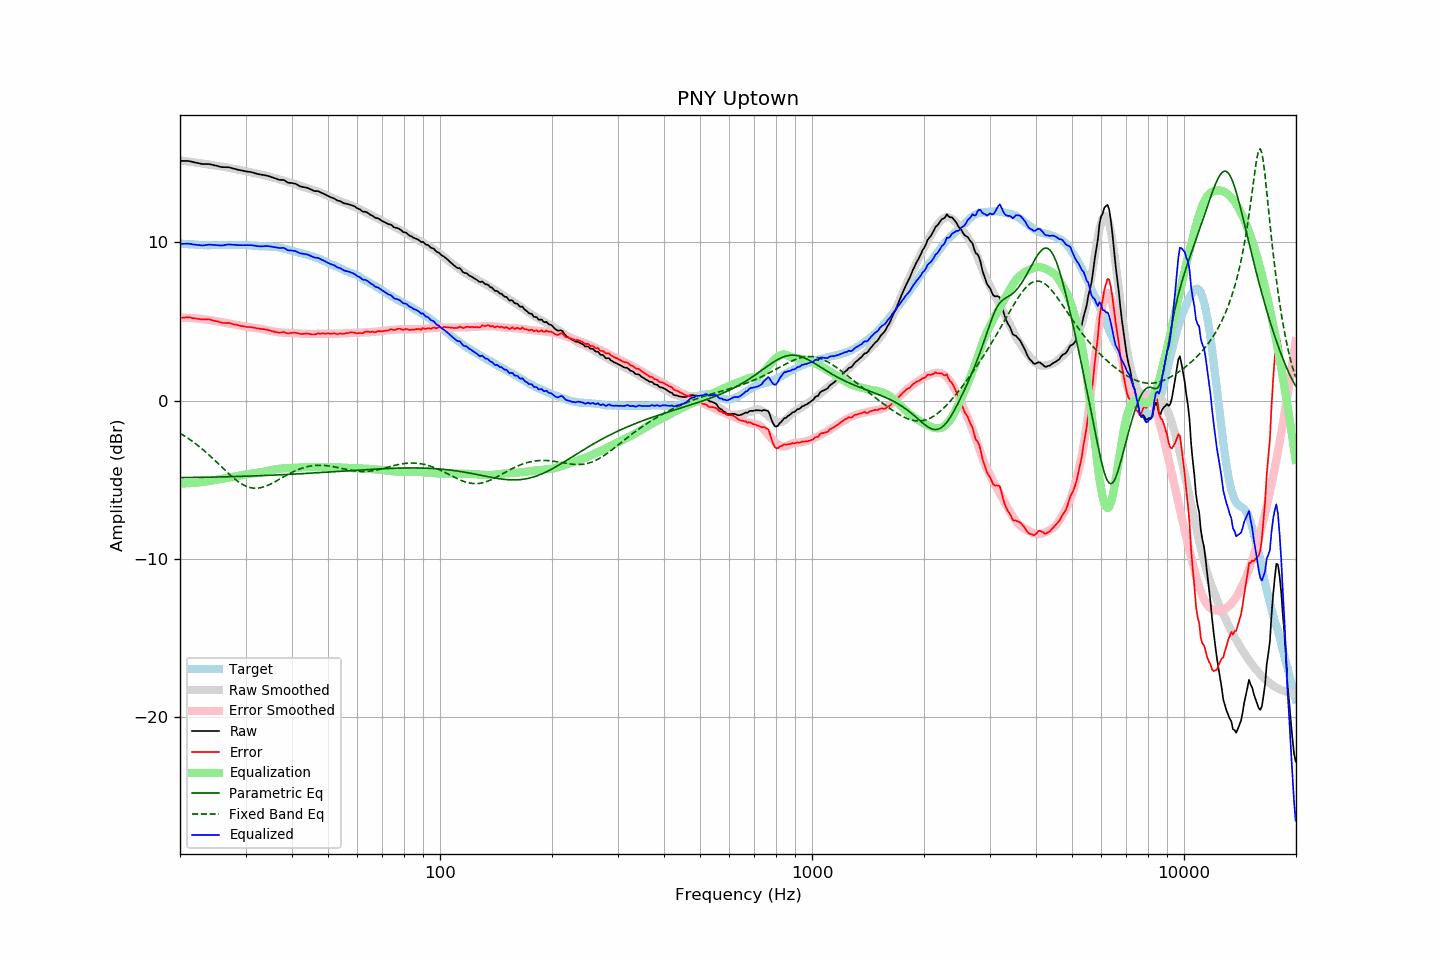 PNY Uptown
Amplitude (dBr)
10
0
−10
−20
Target
Raw Smoothed
Error Smoothed
Raw
Error
Equalization
Parametric Eq
Fixed Band Eq
Equalized
100
1000
10000
Frequency (Hz)